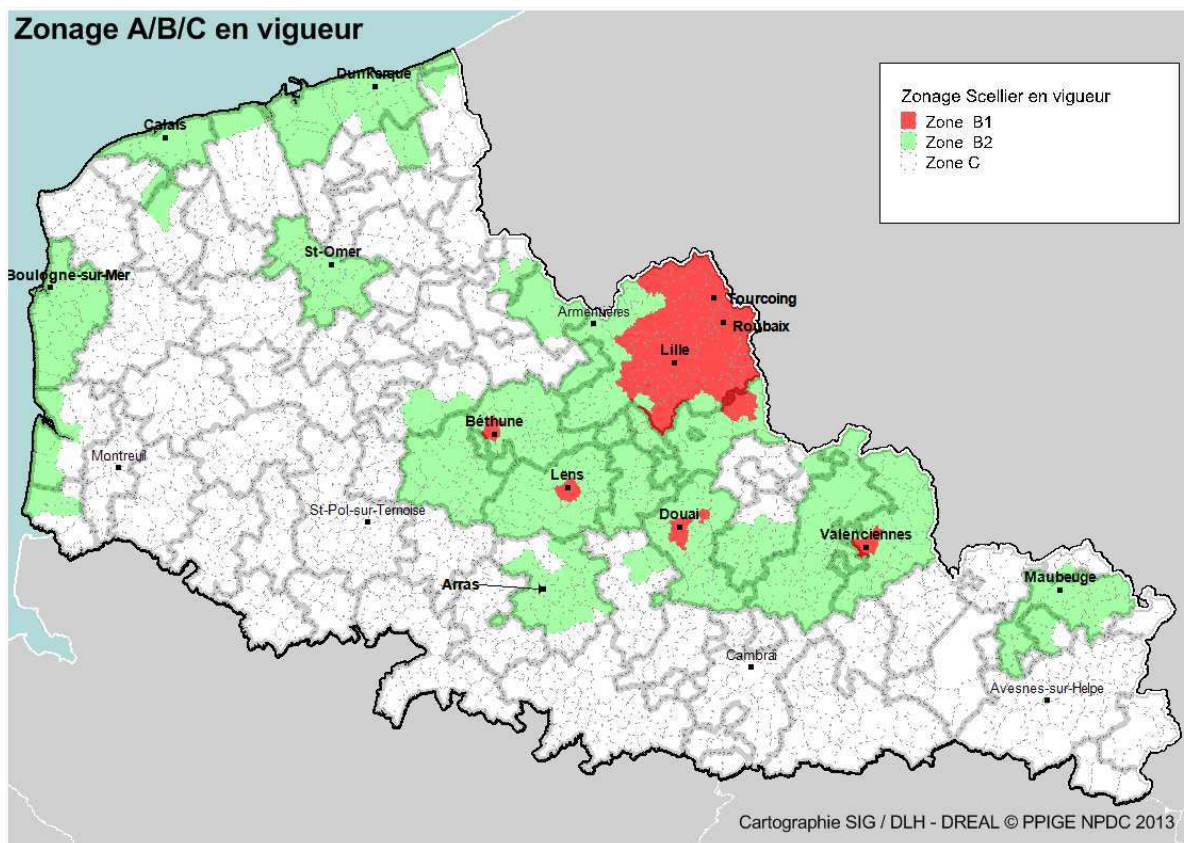 Zonage A/B/C en vigueur
Zonage Scellier en vigueur
Zone B1
Zone B2
Zone C
Dunkerque
Calais
St-Omer
Boulogne-sur-Mer
Armentières
Tourcoing
Roubaix
Lille
Béthune
Montreuil
Lens
St-Pol-sur-Ternoise
Douai
Valenciennes
Arras
Maubeuge
Cambrai
Avesnes-sur-Helpe
Cartographie SIG / DLH - DREAL © PPIGE NPDC 2013